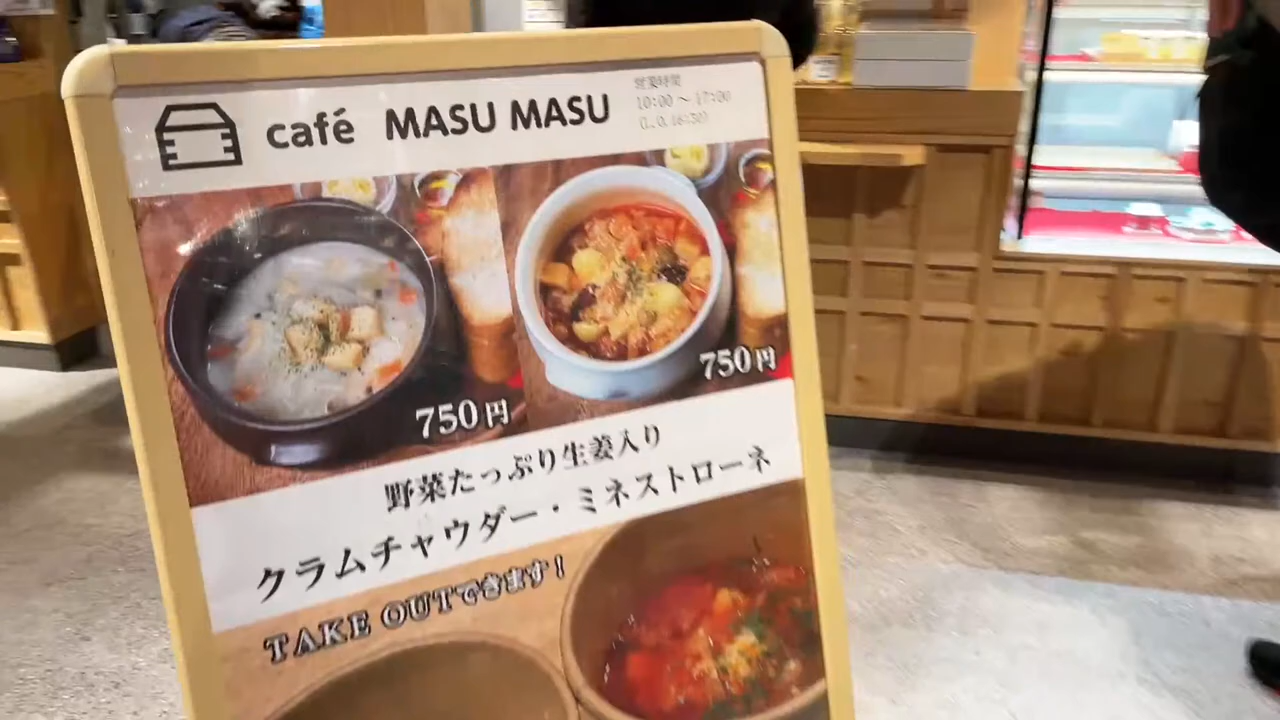 café MASU MASU
営業時間
10:00～17:00
(L.O.16:30)
750円
750円
野菜たっぷり生姜入り
クラムチャウダー・ミネストローネ
TAKE OUTできます！